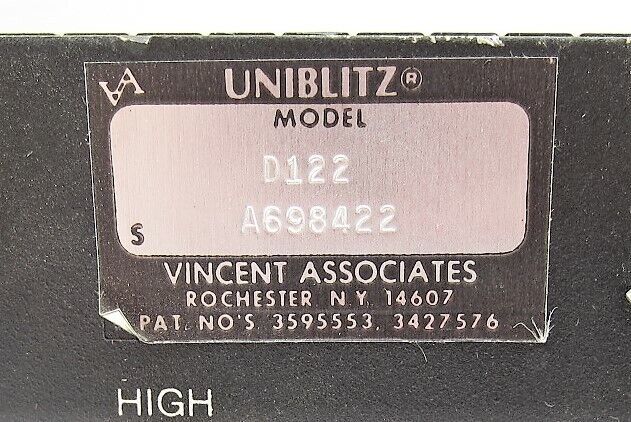 VA
UNIBLITZ®
MODEL
D122
S A698422
VINCENT ASSOCIATES
ROCHESTER N.Y. 14607
PAT. NO'S. 3595553, 3427576
HIGH